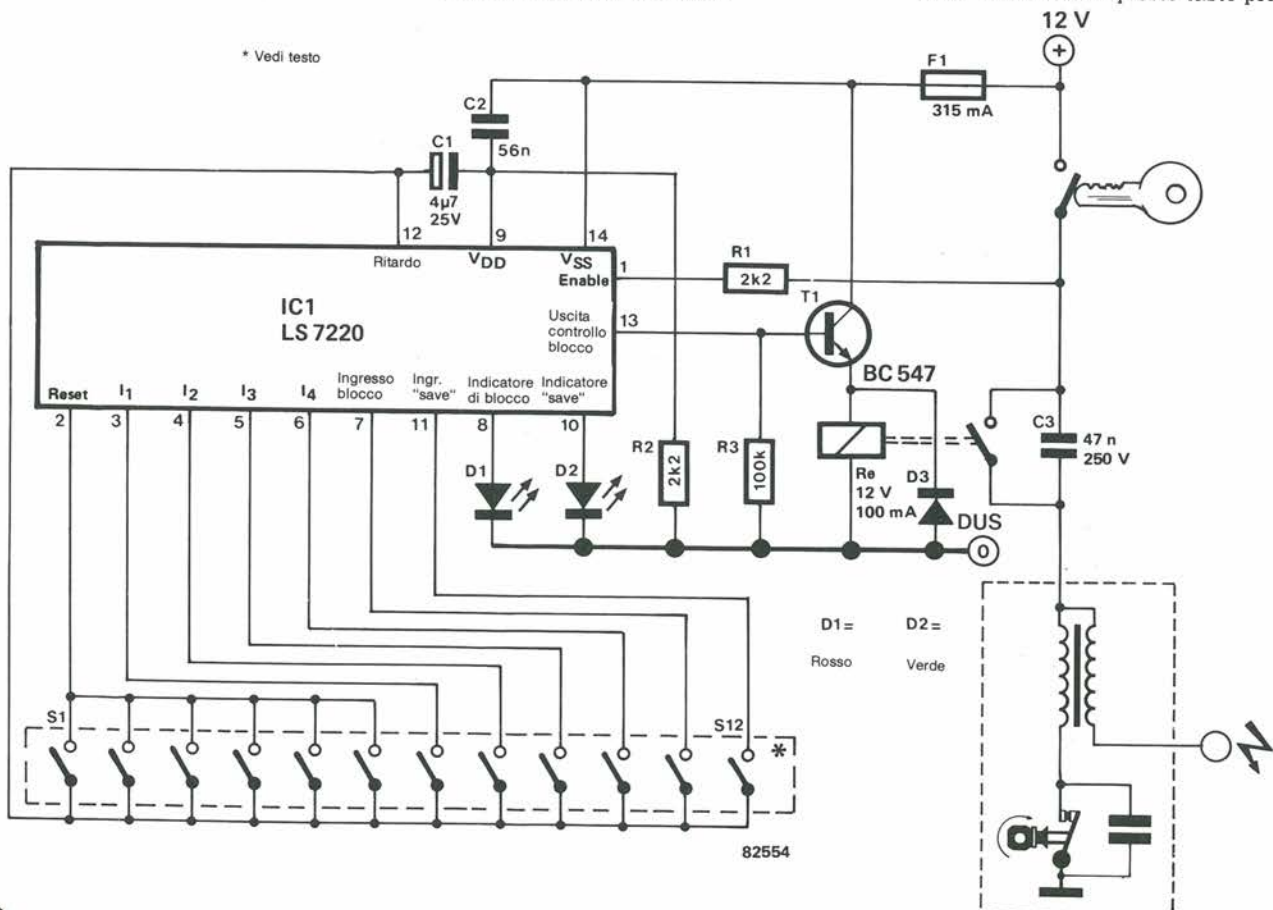 12 V
* Vedi testo
+
F1
315 mA
C2
56n
C1
4µ7
25V
12
9
14
Ritardo
VDD
VSS
Enable
1
R1
2k2
T1
IC1
LS 7220
Uscita
controllo
blocco
13
BC 547
Reset
I1
I2
I3
I4
Ingresso
blocco
Ingr.
"save"
Indicatore
di blocco
Indicatore
"save"
2
3
4
5
6
7
11
8
10
R2
2k2
R3
100k
Re
12 V
100 mA
D3
DUS
C3
47 n
250 V
D1
D2
0
D1=
D2=
Rosso
Verde
S1
S12
*
82554